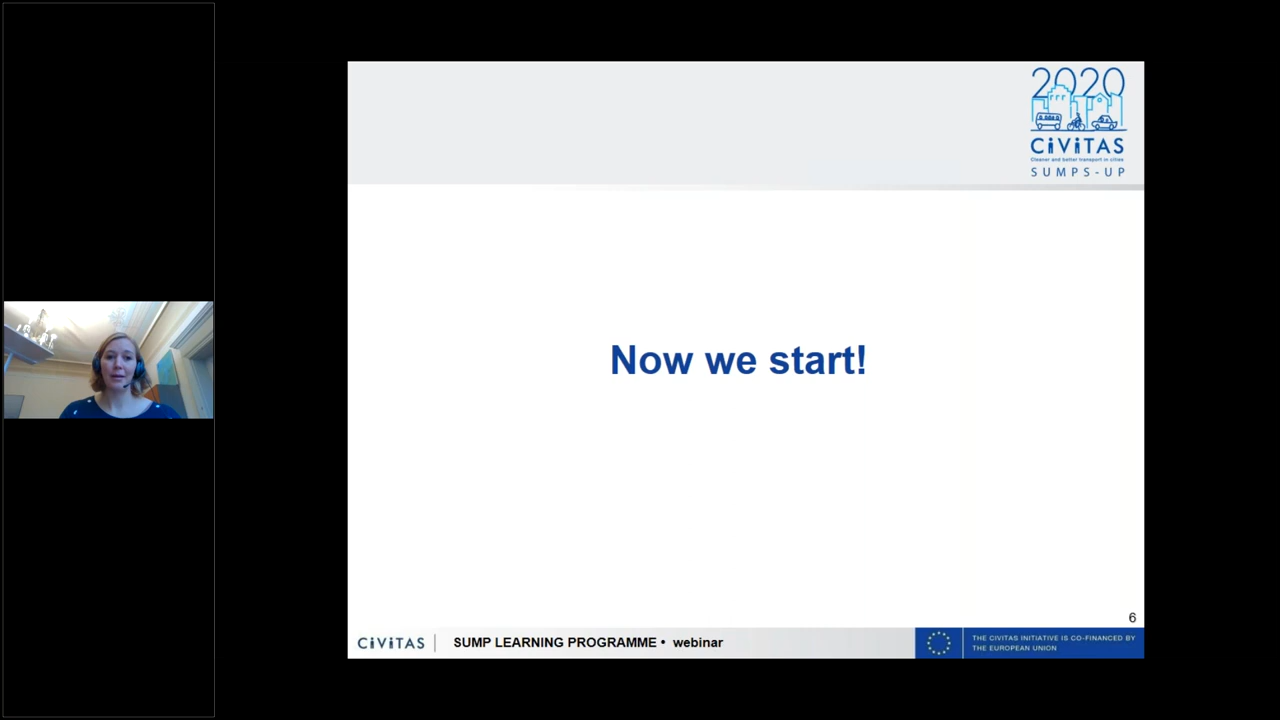 2020
CiViTAS
Cleaner and better transport in cities
SUMPS-UP
Now we start!
6
CiViTAS
SUMP LEARNING PROGRAMME • webinar
THE CIVITAS INITIATIVE IS CO-FINANCED BY
THE EUROPEAN UNION